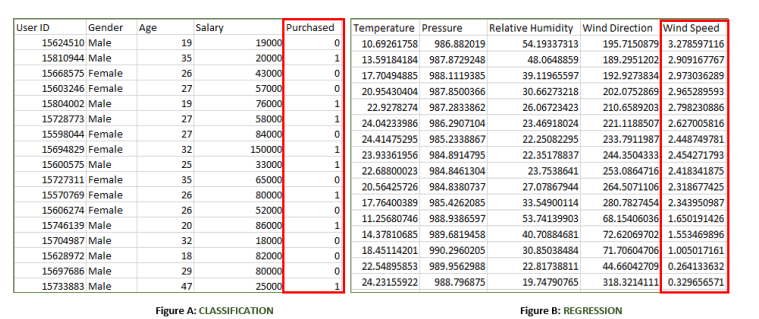 User ID Gender Age Salary Purchased
15624510 Male 19 19000 0
15810944 Male 35 20000 1
15668575 Female 26 43000 0
15603246 Female 27 57000 0
15804002 Male 19 76000 1
15728773 Male 27 58000 1
15598044 Female 27 84000 0
15694829 Female 32 150000 1
15600575 Male 25 33000 1
15727311 Female 35 65000 0
15570769 Female 26 80000 1
15606274 Female 26 52000 0
15746139 Male 20 86000 1
15704987 Male 32 18000 0
15628972 Male 18 82000 0
15697686 Male 29 80000 0
15733883 Male 47 25000 1
Figure A: CLASSIFICATION
Temperature Pressure Relative Humidity Wind Direction Wind Speed
10.69261758 986.882019 54.19337313 195.7150879 3.278597116
13.59184184 987.8729248 48.0648859 189.2951202 2.909167767
17.70494885 988.1119385 39.11965597 192.9273834 2.973036289
20.95430404 987.8500366 30.66273218 202.0752869 2.965289593
22.9278274 987.2833862 26.06723423 210.6589203 2.798230886
24.04233986 986.2907104 23.46918024 221.1188507 2.627005816
24.41475295 985.2338867 22.25082295 233.7911987 2.448749781
23.93361956 984.8914795 22.35178837 244.3504333 2.454271793
22.68800023 984.8461304 23.7538641 253.0864716 2.418341875
20.56425726 984.8380737 27.07867944 264.5071106 2.318677425
17.76400389 985.4262085 33.54900114 280.7827454 2.343950987
11.25680746 988.9386597 53.74139903 68.15406036 1.650191426
14.37810685 989.6819458 40.70884681 72.62069702 1.553469896
18.45114201 990.2960205 30.85038484 71.70604706 1.005017161
22.54895853 989.9562988 22.81738811 44.66042709 0.264133632
24.23155922 988.796875 19.74790765 318.3214111 0.329656571
Figure B: REGRESSION